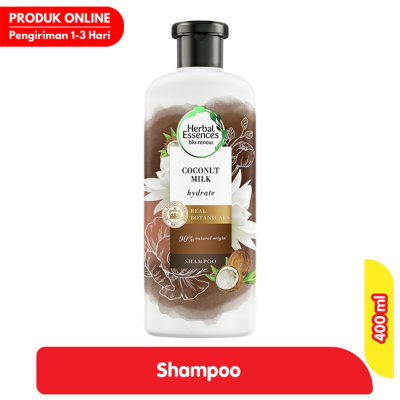 PRODUK ONLINE
Pengiriman 1-3 Hari
Herbal
Essences
bio:renew
COCONUT
MILK
hydrate
REAL
BOTANICALS
90% natural origin*
SHAMPOO
400 ml
Shampoo